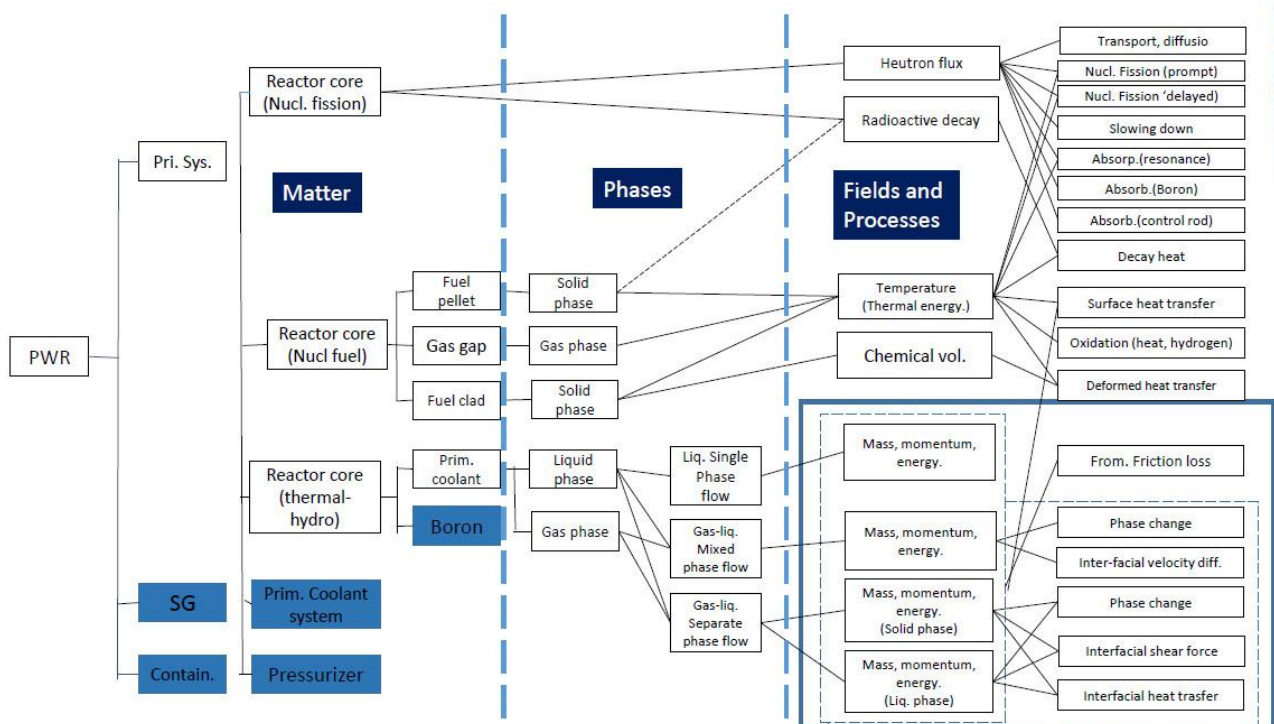 PWR
Pri. Sys.
SG
Contain.
Reactor core
(Nucl. fission)
Matter
Reactor core
(Nucl fuel)
Reactor core
(thermal-
hydro)
Prim. Coolant
system
Pressurizer
Fuel
pellet
Gas gap
Fuel clad
Prim.
coolant
Boron
Phases
Solid
phase
Gas phase
Solid
phase
Liquid
phase
Gas phase
Liq. Single
Phase
flow
Gas-liq.
Mixed
phase flow
Gas-liq.
Separate
phase flow
Heutron flux
Radioactive decay
Fields and
Processes
Temperature
(Thermal energy.)
Chemical vol.
Mass, momentum,
energy.
Mass, momentum,
energy.
Mass, momentum,
energy.
(Solid phase)
Mass, momentum,
energy.
(Liq. phase)
Transport, diffusio
Nucl. Fission (prompt)
Nucl. Fission ‘delayed)
Slowing down
Absorp.(resonance)
Absorb.(Boron)
Absorb.(control rod)
Decay heat
Surface heat transfer
Oxidation (heat, hydrogen)
Deformed heat transfer
From. Friction loss
Phase change
Inter-facial velocity diff.
Phase change
Interfacial shear force
Interfacial heat trasfer